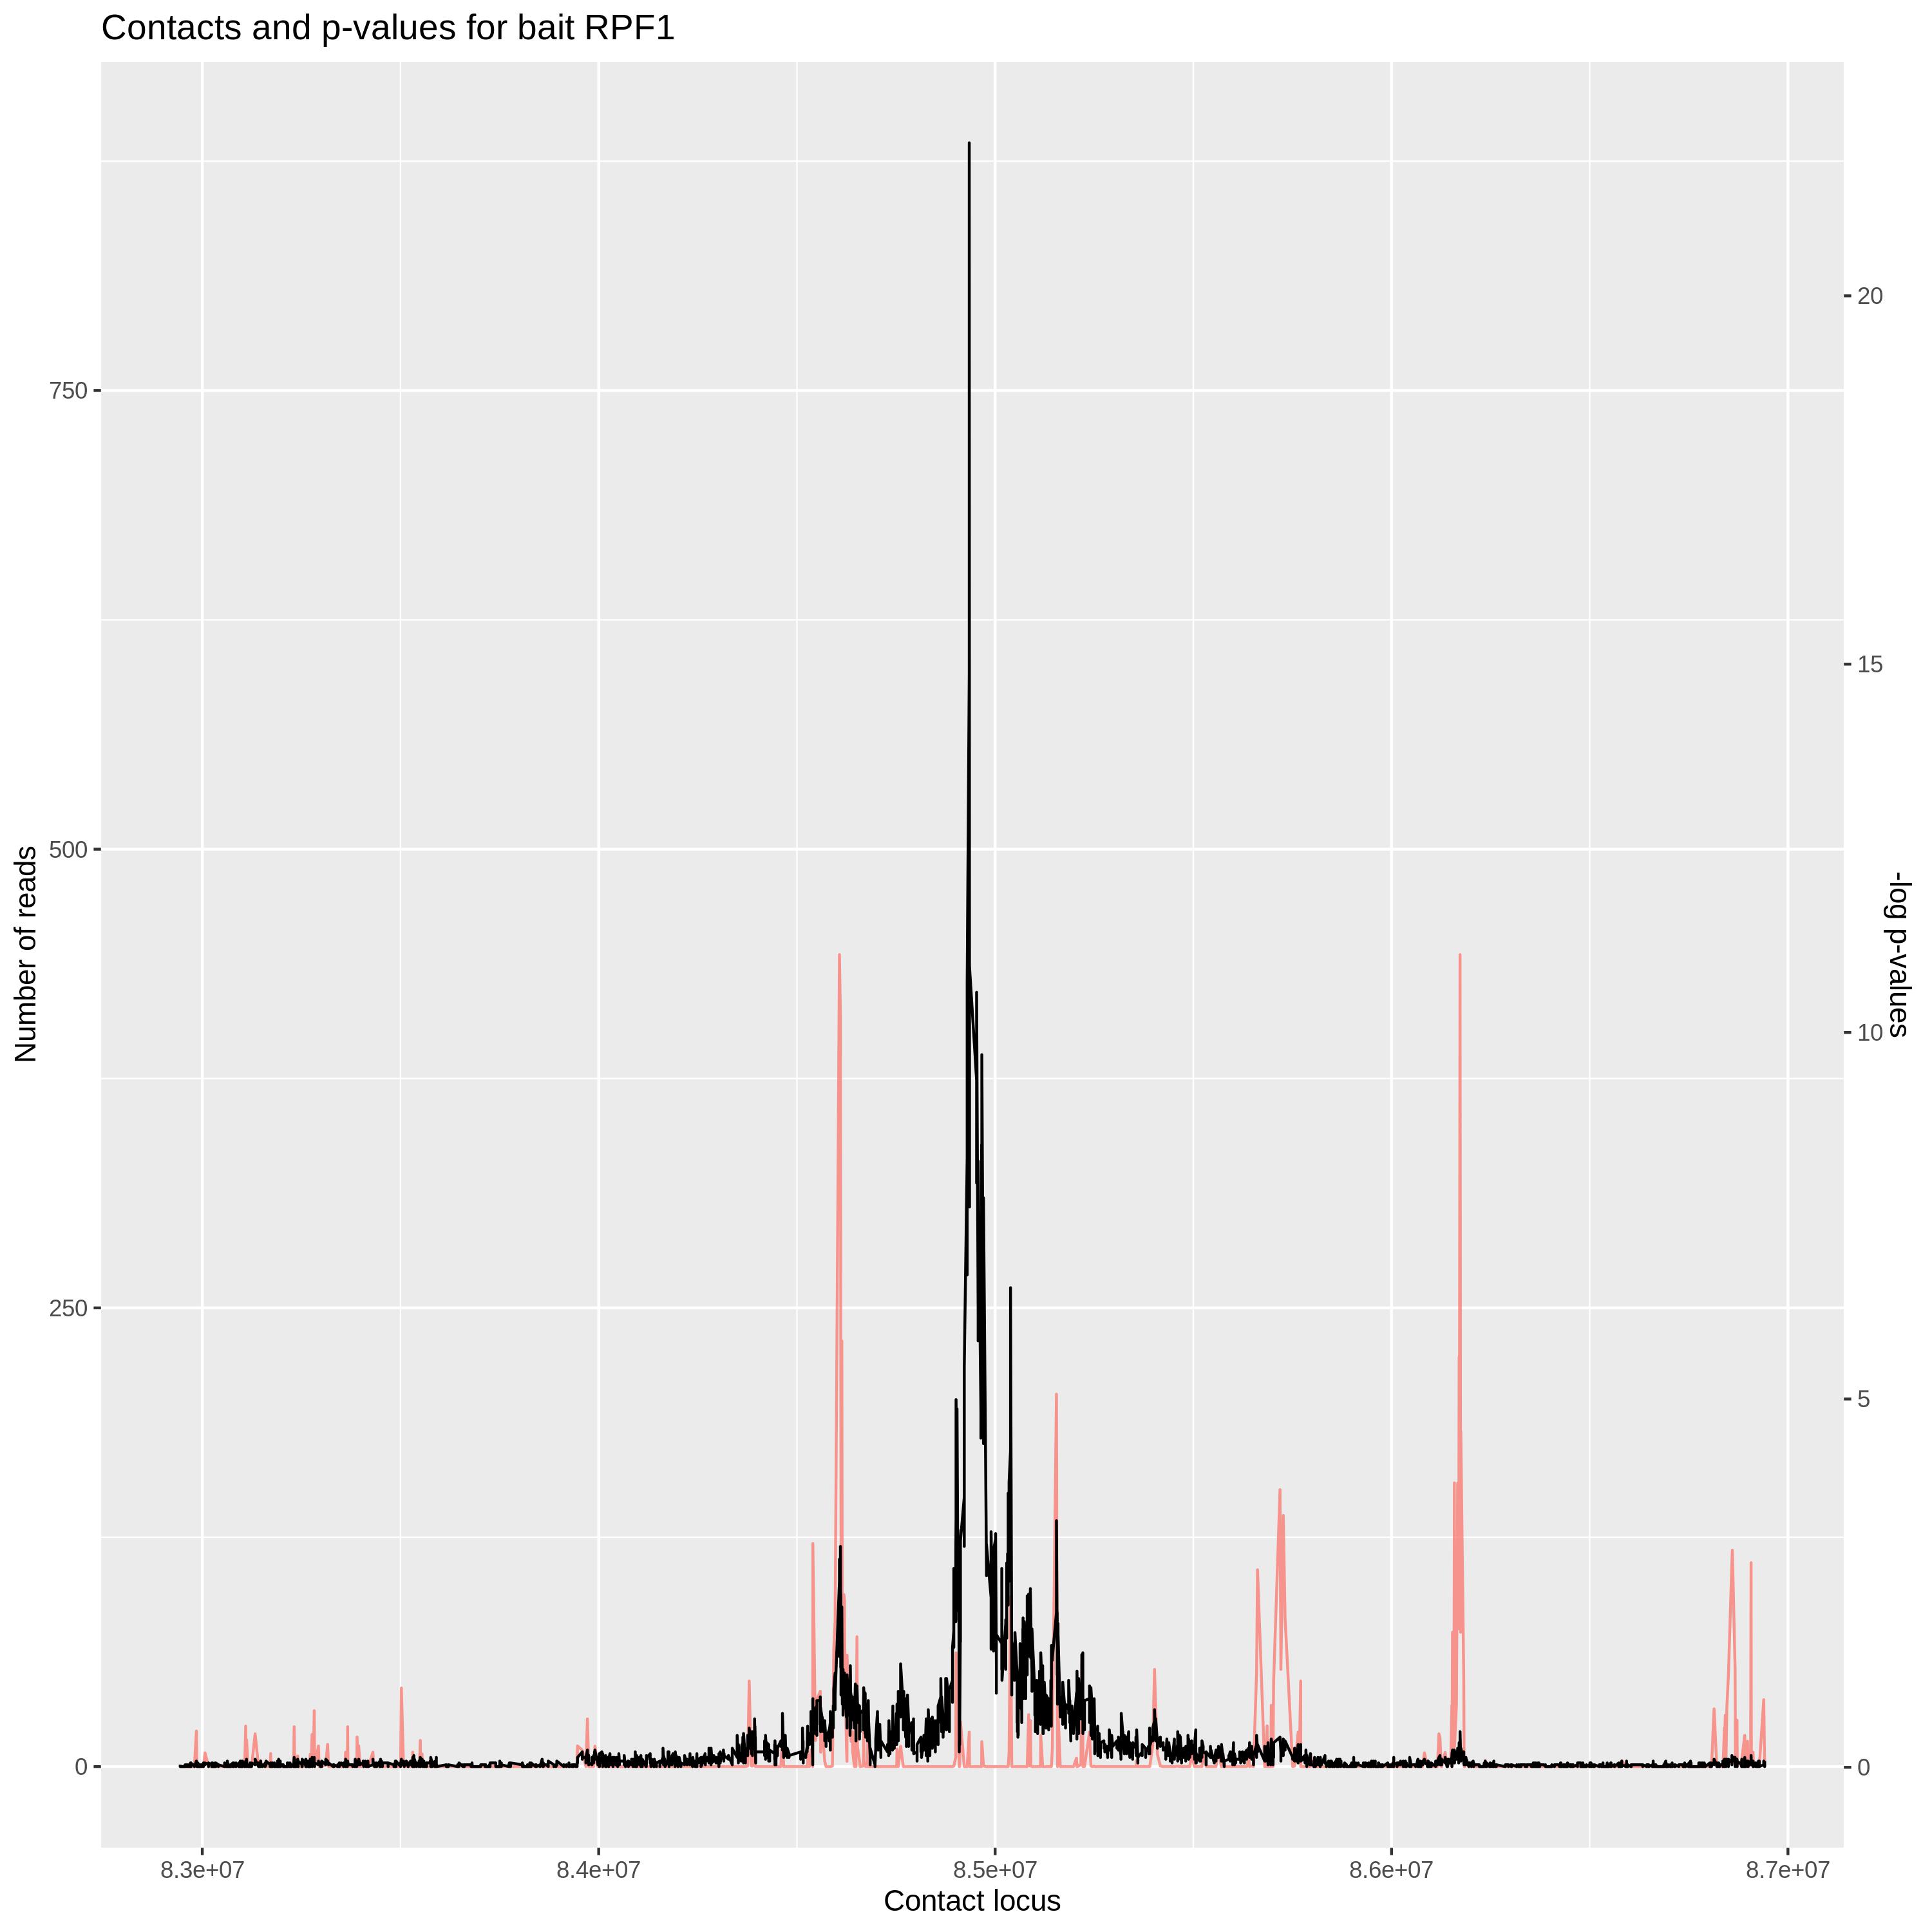 Contacts and p-values for bait RPF1
Number of reads
750
500
250
0
20
15
10
5
0
-log p-values
8.3e+07
8.4e+07
8.5e+07
8.6e+07
8.7e+07
Contact locus